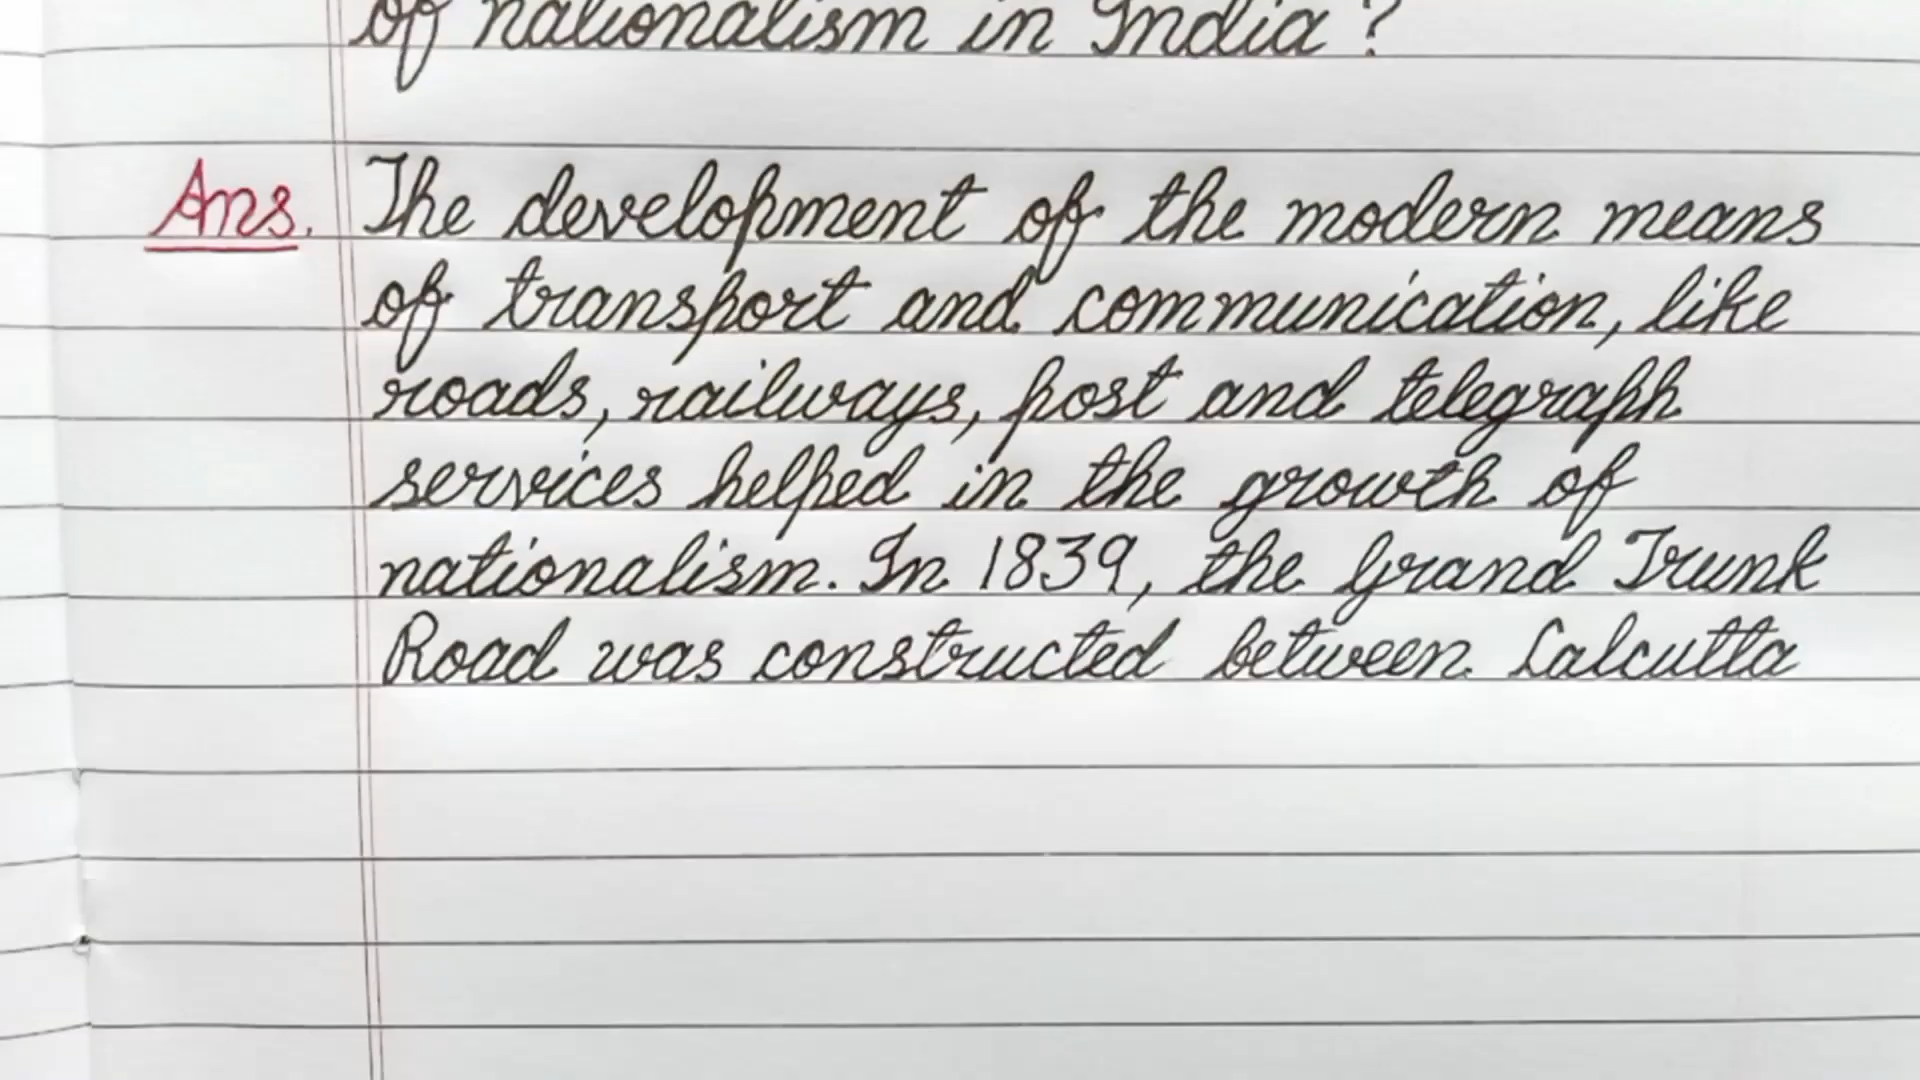 of nationalism in India?
Ans. The development of the modern means
of transport and communication, like
roads, railways, post and telegraph
services helped in the growth of
nationalism. In 1839, the Grand Trunk
Road was constructed between Calcutta